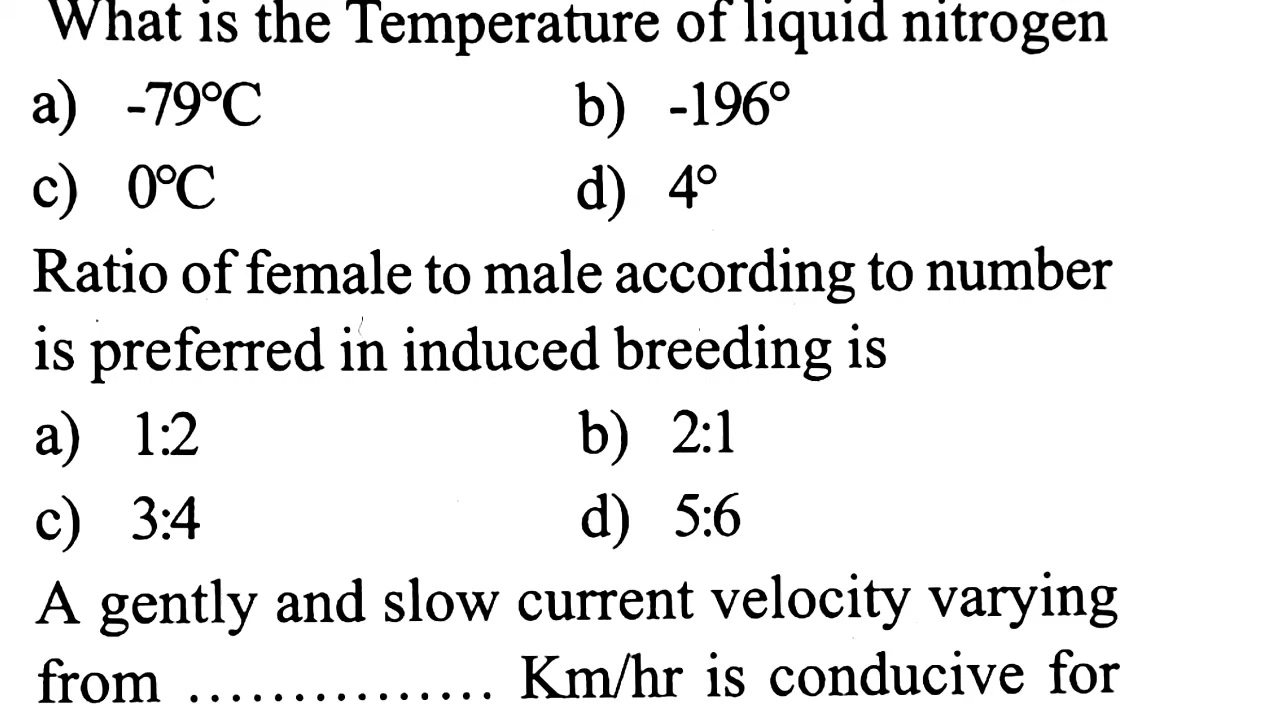 What is the Temperature of liquid nitrogen
a) -79°C b) -196°
c) 0°C d) 4°
Ratio of female to male according to number
is preferred in induced breeding is
a) 1:2 b) 2:1
c) 3:4 d) 5:6
A gently and slow current velocity varying
from ............... Km/hr is conducive for